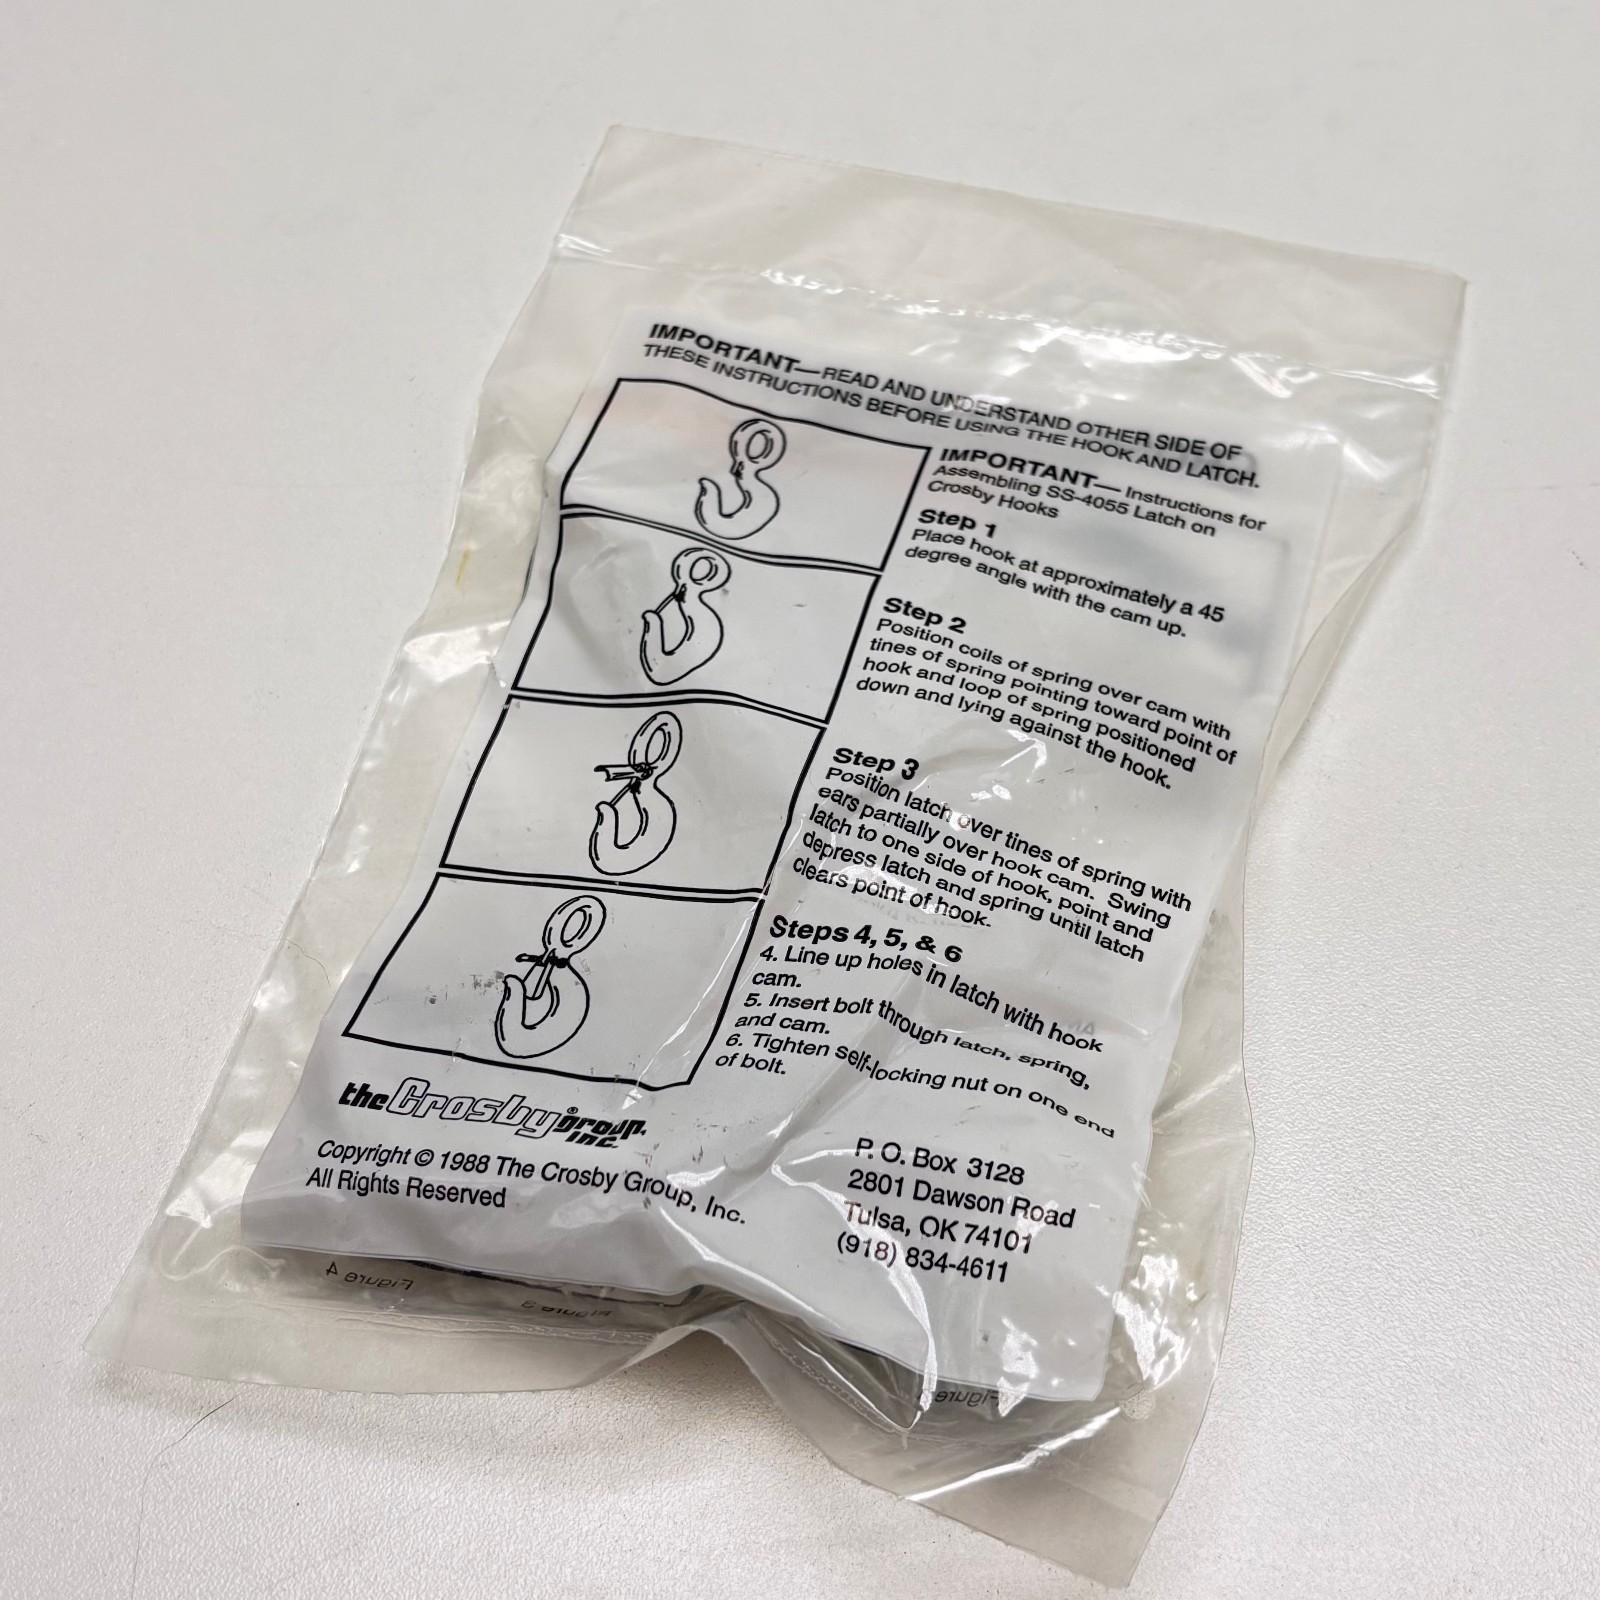 IMPORTANT—READ AND UNDERSTAND OTHER SIDE OF
THESE INSTRUCTIONS BEFORE USING THE HOOK AND LATCH.
IMPORTANT— Instructions for
Assembling SS-4055 Latch on
Crosby Hooks
Step 1
Place hook at approximately a 45
degree angle with the cam up.
Step 2
Position coils of spring over cam with
tines of spring pointing toward point of
hook and loop of spring positioned
down and lying against the hook.
Step 3
Position latch over tines of spring with
ears partially over hook cam. Swing
latch to one side of hook, point and
depress latch and spring until latch
clears point of hook.
Steps 4, 5, & 6
4. Line up holes in latch with hook
cam.
5. Insert bolt through latch, spring,
and cam.
6. Tighten self-locking nut on one end
of bolt.
the Crosby® group, inc.
Copyright © 1988 The Crosby Group, Inc.
All Rights Reserved
P. O. Box 3128
2801 Dawson Road
Tulsa, OK 74101
(918) 834-4611
Figure 4
Figure 3
Figure